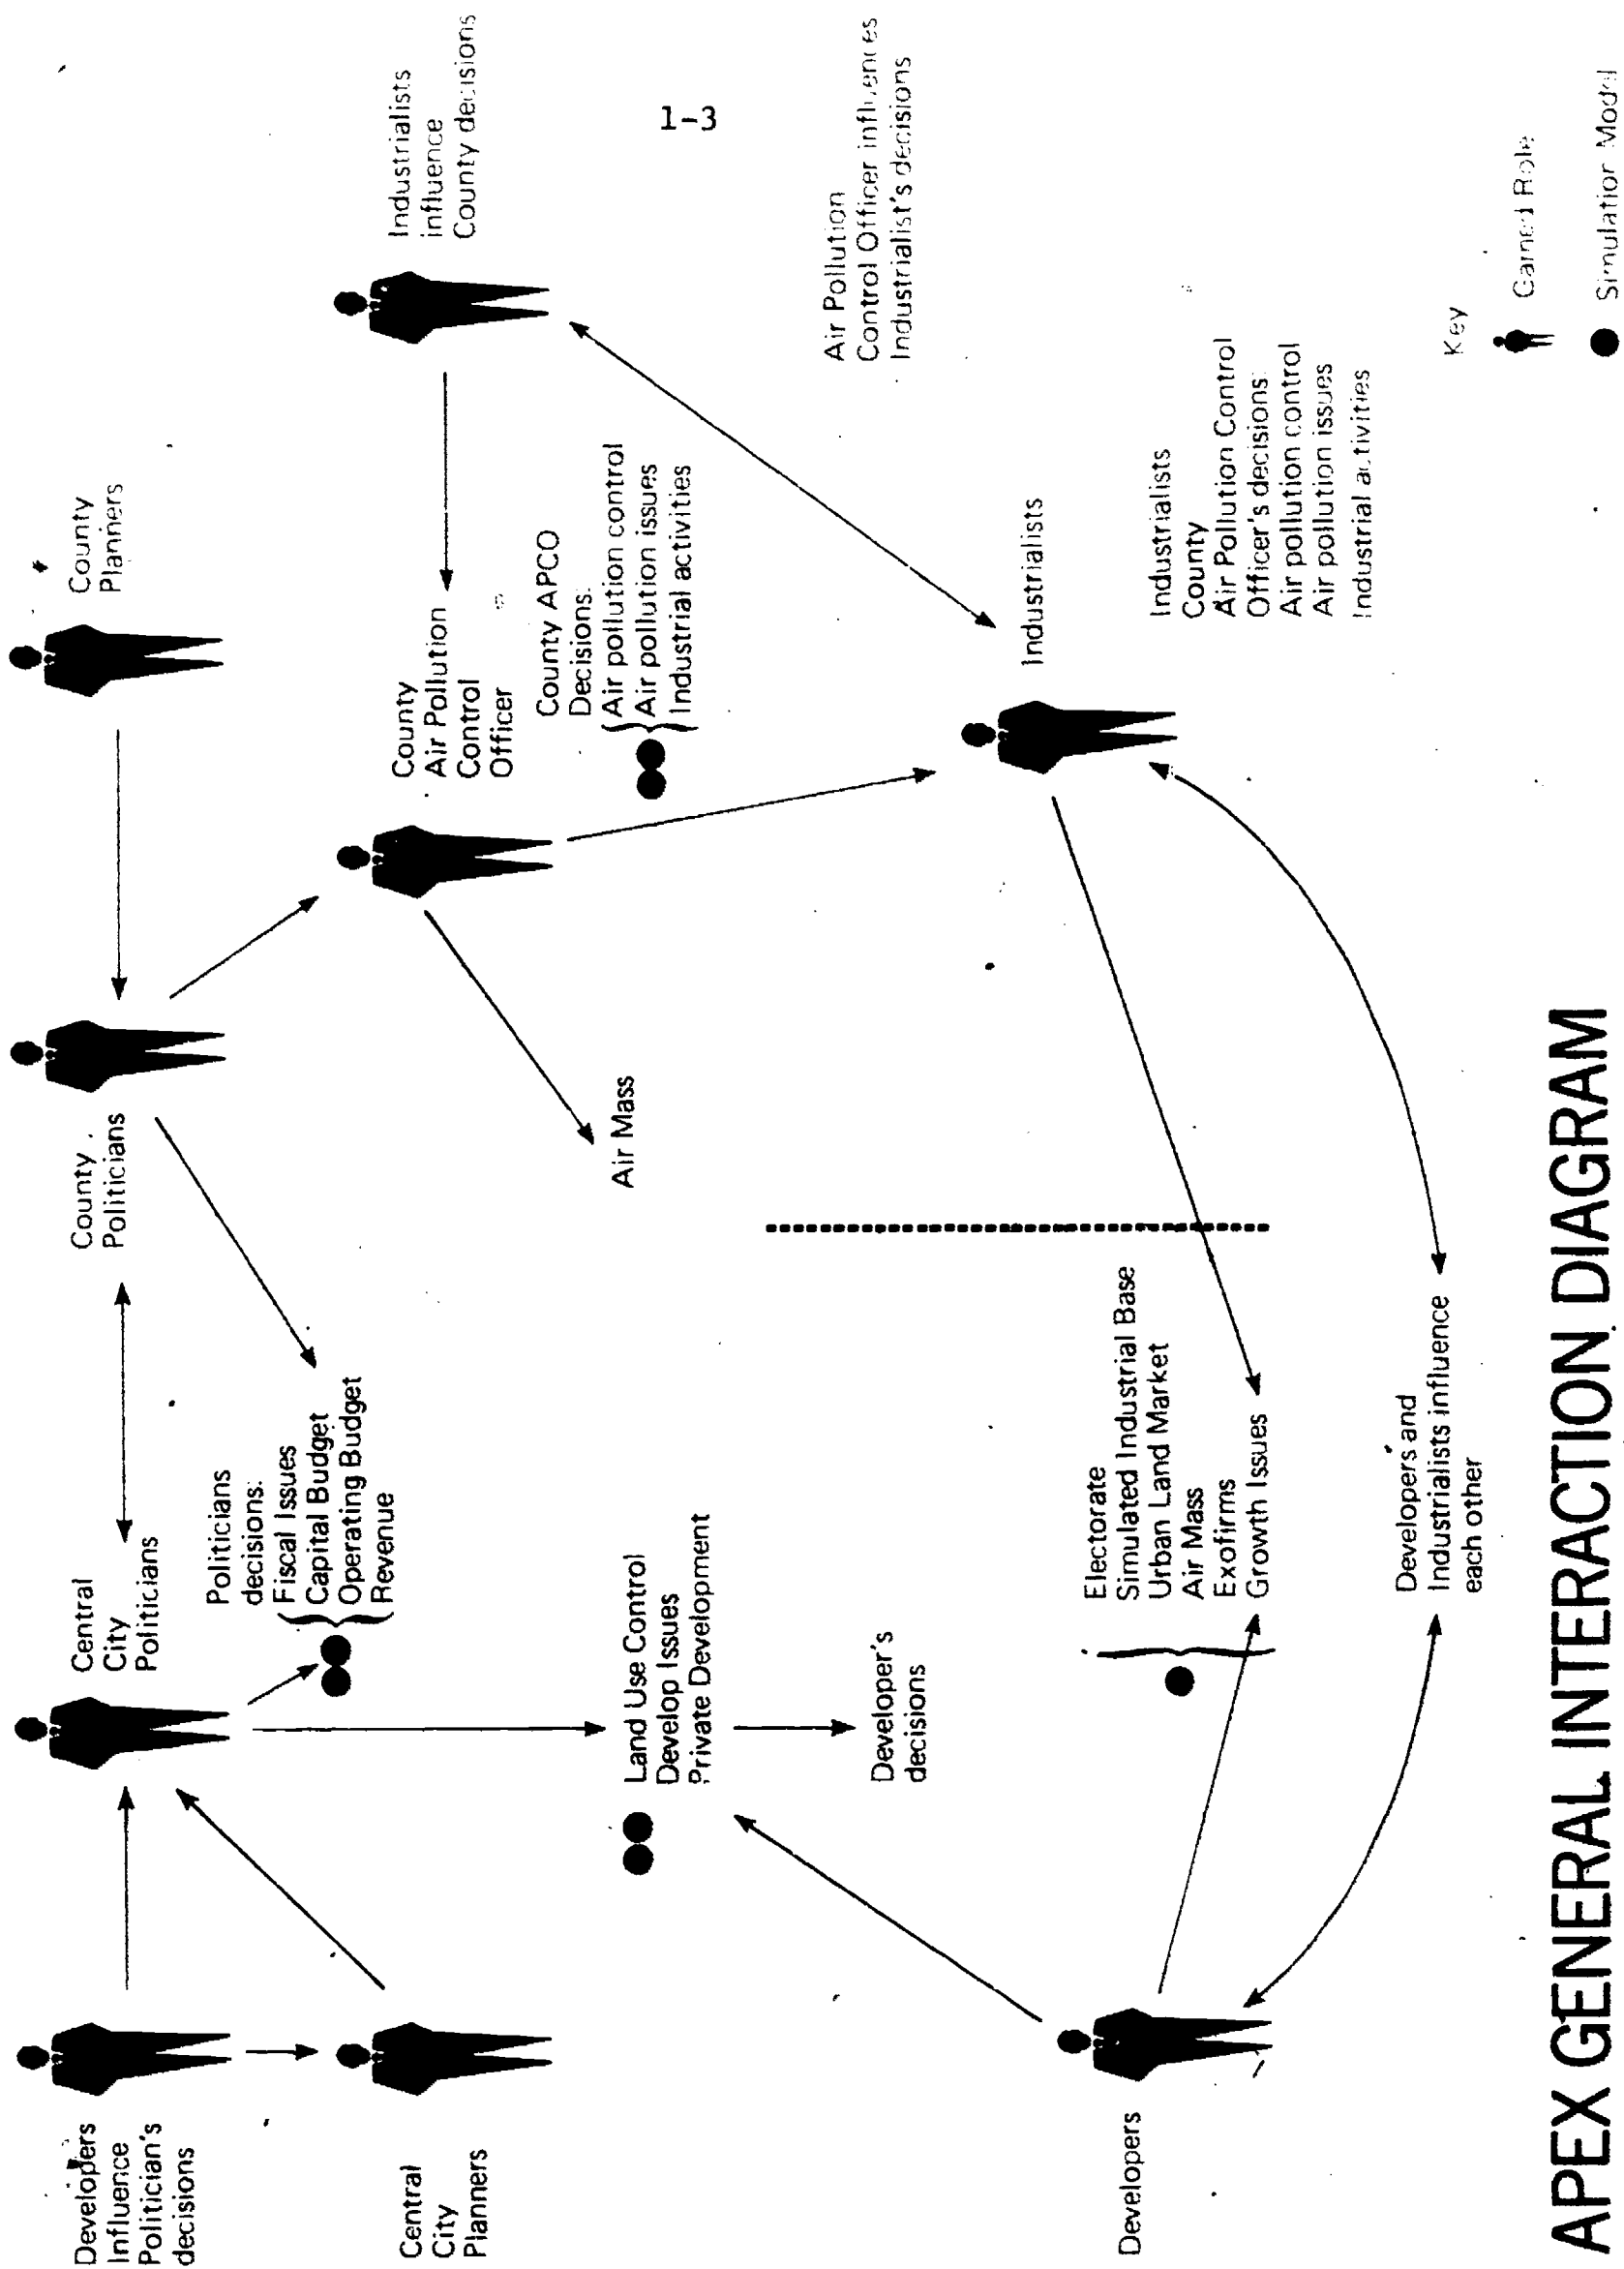 Developers
Influence
Politician's
decisions
Central
City
Politicians
County
Politicians
County
Planners
Central
City
Planners
Politicians
decisions:
Fiscal Issues
Capital Budget
Operating Budget
Revenue
County
Air Pollution
Control
Officer
Industrialists
influence
County decisions
County APCO
Decisions:
Air pollution control
Air pollution issues
Industrial activities
Air Mass
1-3
Land Use Control
Develop Issues
Private Development
Developer's
decisions
Air Pollution
Control Officer influences
Industrialist's decisions
Developers
Electorate
Simulated Industrial Base
Urban Land Market
Air Mass
Exofirms
Growth Issues
Industrialists
Industrialists
County
Air Pollution Control
Officer's decisions:
Air pollution control
Air pollution issues
Industrial activities
Developers and
Industrialists influence
each other
Key
Gamed Role
Simulation Model
APEX GENERAL INTERACTION DIAGRAM